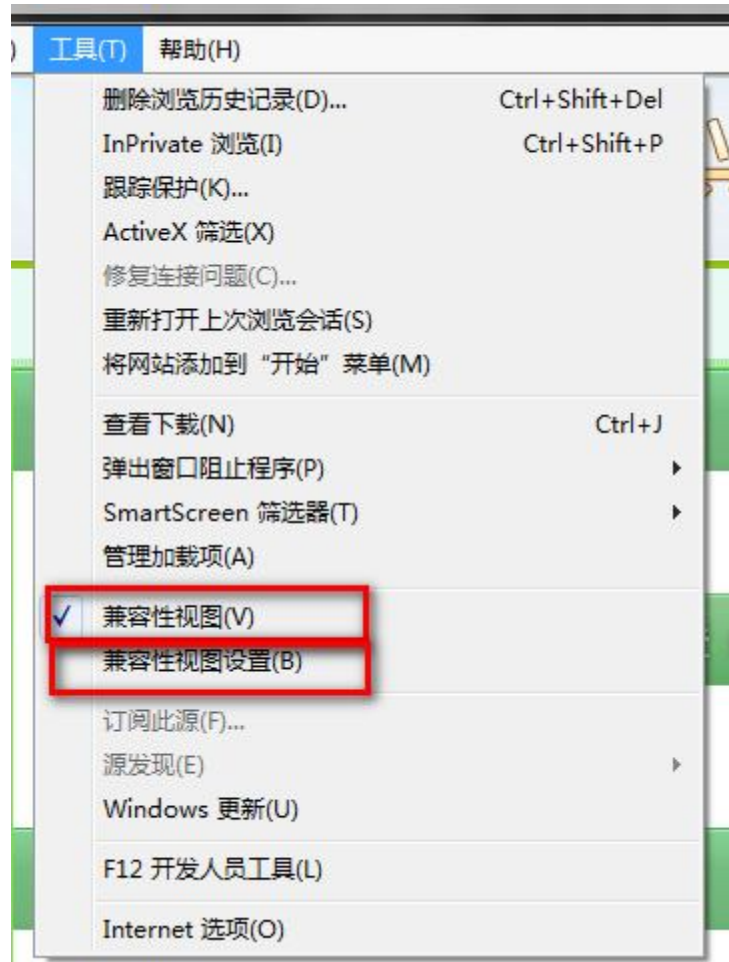 ) 工具(T) 帮助(H)
删除浏览历史记录(D)... Ctrl+Shift+Del
InPrivate 浏览(I) Ctrl+Shift+P
跟踪保护(K)...
ActiveX 筛选(X)
修复连接问题(C)...
重新打开上次浏览会话(S)
将网站添加到“开始”菜单(M)
查看下载(N) Ctrl+J
弹出窗口阻止程序(P)
SmartScreen 筛选器(T)
管理加载项(A)
兼容性视图(V)
兼容性视图设置(B)
订阅此源(F)...
源发现(E)
Windows 更新(U)
F12 开发人员工具(L)
Internet 选项(O)